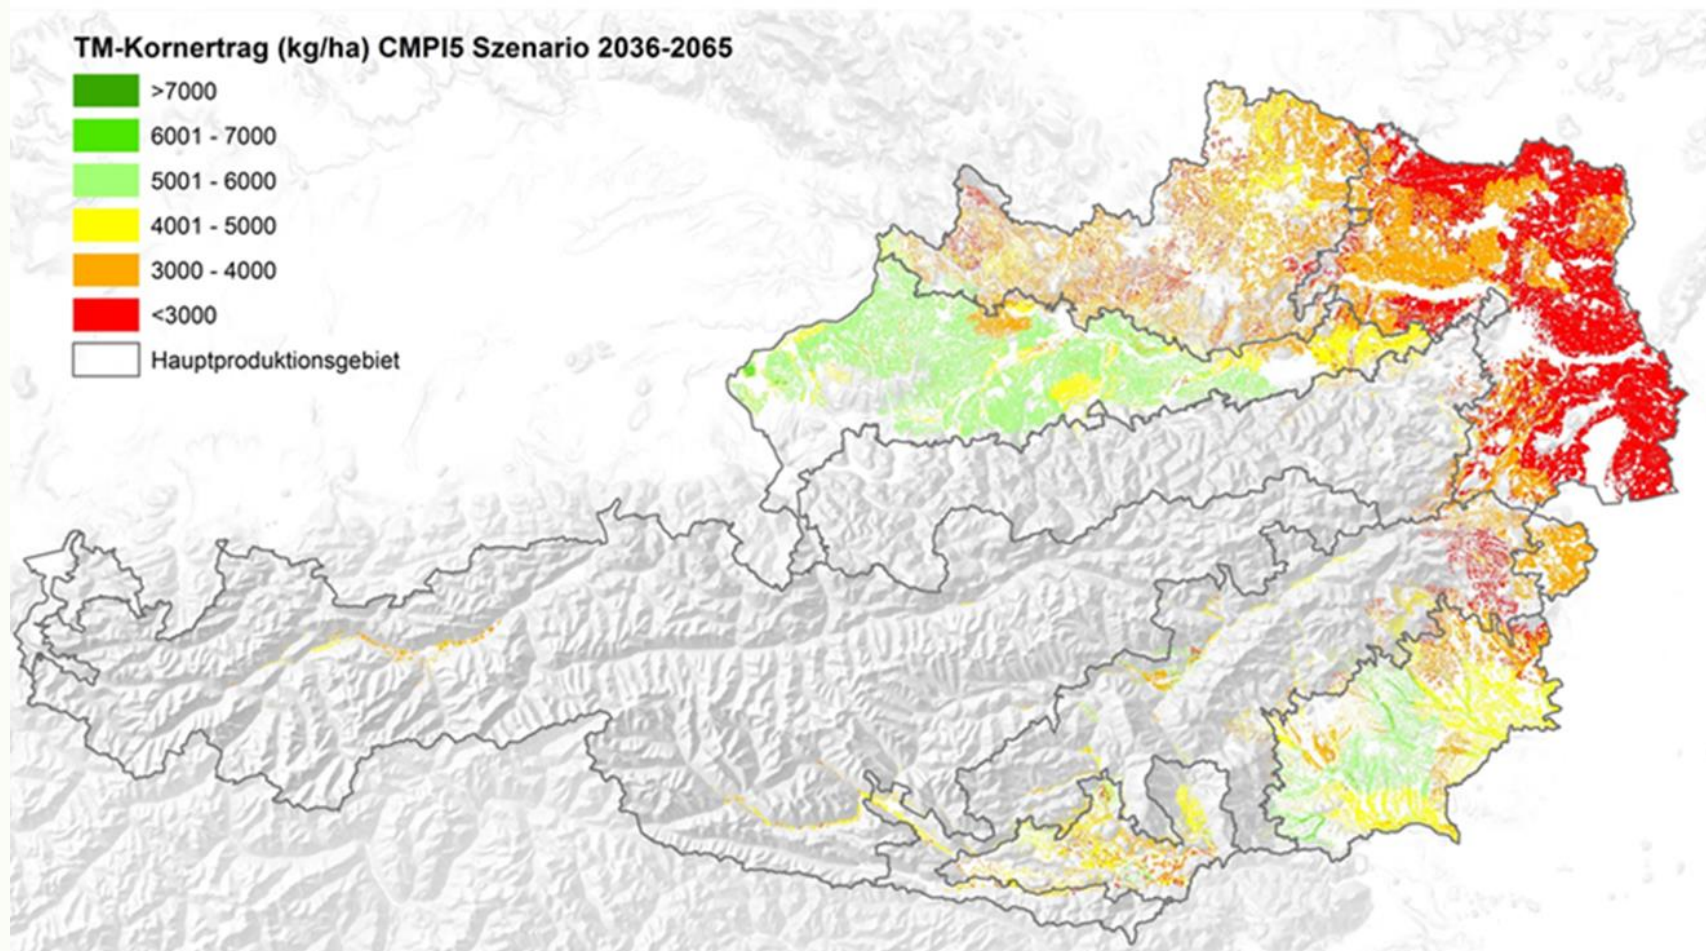 TM-Kornertrag (kg/ha) CMPI5 Szenario 2036-2065
>7000
6001 - 7000
5001 - 6000
4001 - 5000
3000 - 4000
<3000
Hauptproduktionsgebiet